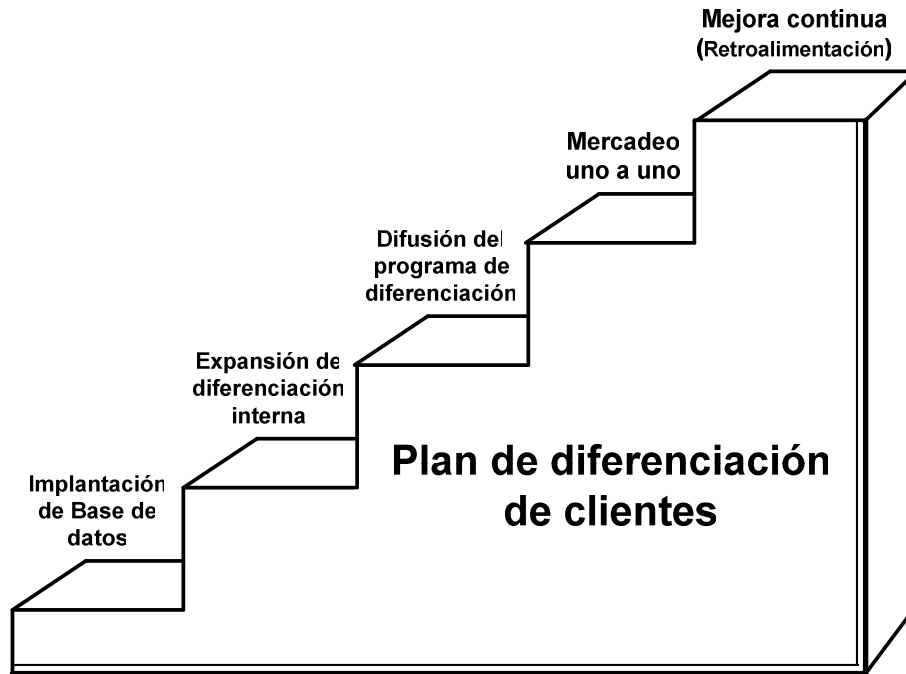 Mejora continua
(Retroalimentación)
Mercadeo
uno a uno
Difusión del
programa de
diferenciación
Expansión de
diferenciación
interna
Implantación
de Base de
datos
Plan de diferenciación
de clientes